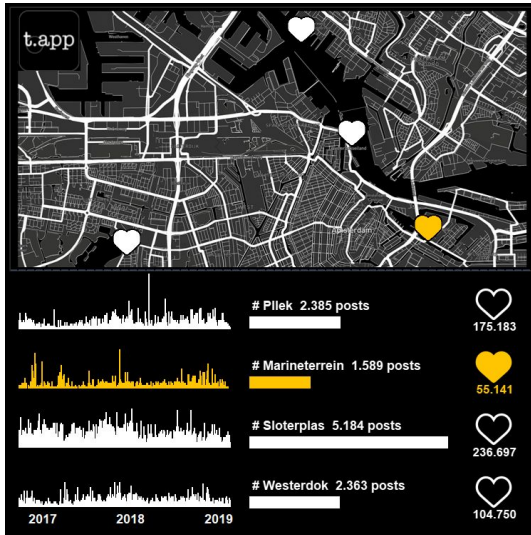 t.app
Amsterdam
# Pllek 2.385 posts
175.183
# Marineterrein 1.589 posts
55.141
# Sloterplas 5.184 posts
236.697
# Westerdok 2.363 posts
104.750
2017 2018 2019